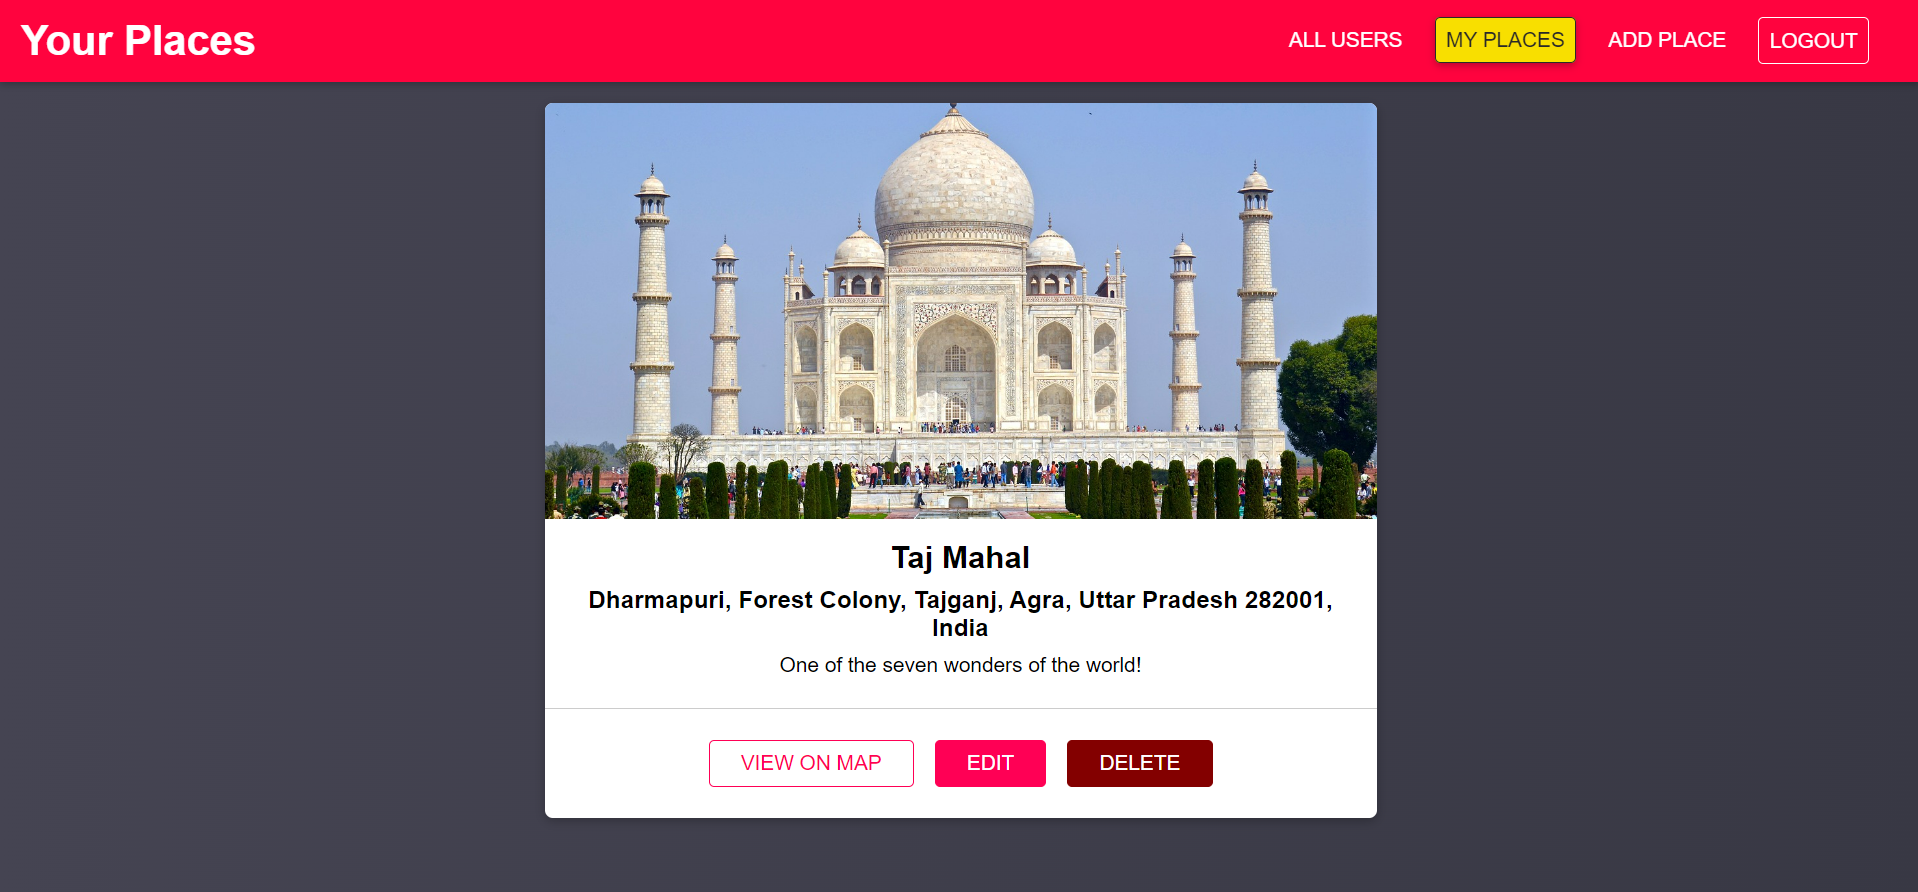 Your Places
ALL USERS
MY PLACES
ADD PLACE
LOGOUT
Taj Mahal
Dharmapuri, Forest Colony, Tajganj, Agra, Uttar Pradesh 282001,
India
One of the seven wonders of the world!
VIEW ON MAP
EDIT
DELETE